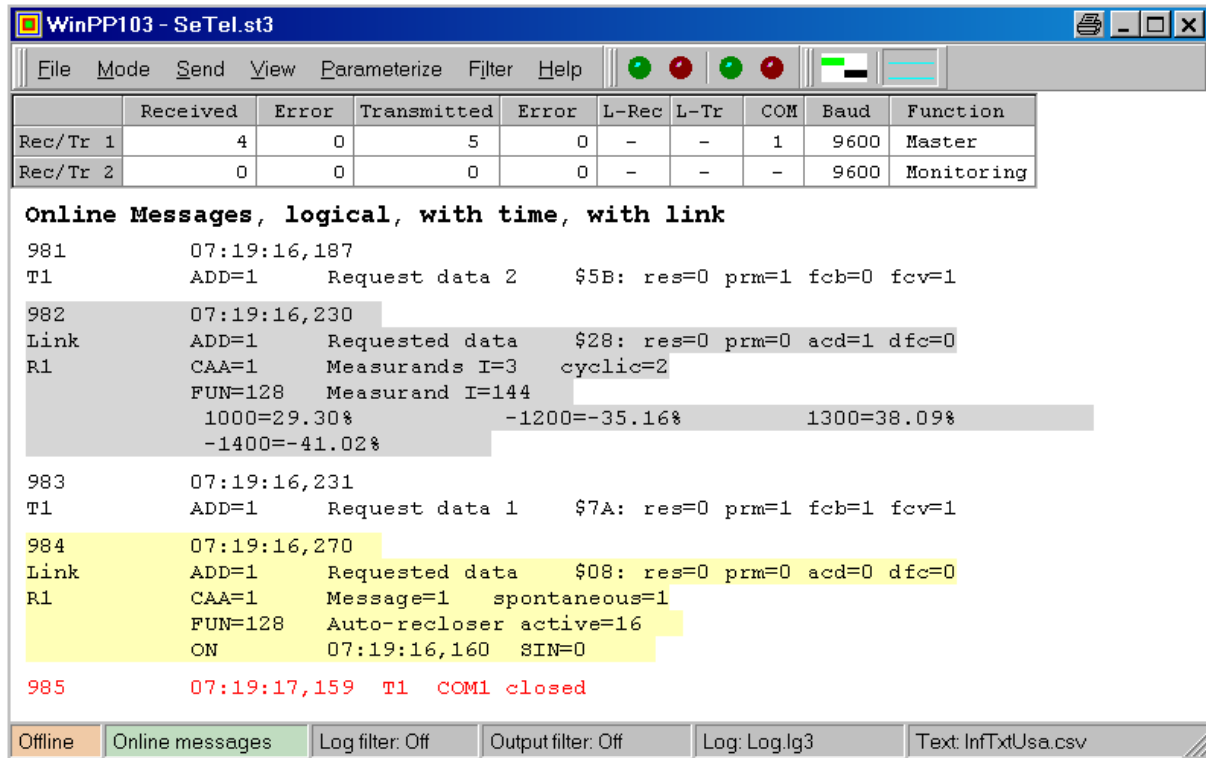 WinPP103 - SeTel.st3
File Mode Send View Parameterize Filter Help
Received Error Transmitted Error L-Rec L-Tr COM Baud Function
Rec/Tr 1 4 0 5 0 - - 1 9600 Master
Rec/Tr 2 0 0 0 0 - - - 9600 Monitoring
Online Messages, logical, with time, with link
981 07:19:16,187
T1 ADD=1 Request data 2 $5B: res=0 prm=1 fcb=0 fcv=1
982 07:19:16,230
Link ADD=1 Requested data $28: res=0 prm=0 acd=1 dfc=0
R1 CAA=1 Measurands I=3 cyclic=2
FUN=128 Measurand I=144
1000=29.30% -1200=-35.16% 1300=38.09%
-1400=-41.02%
983 07:19:16,231
T1 ADD=1 Request data 1 $7A: res=0 prm=1 fcb=1 fcv=1
984 07:19:16,270
Link ADD=1 Requested data $08: res=0 prm=0 acd=0 dfc=0
R1 CAA=1 Message=1 spontaneous=1
FUN=128 Auto-recloser active=16
ON 07:19:16,160 SIN=0
985 07:19:17,159 T1 COM1 closed
Offline Online messages Log filter: Off Output filter: Off Log: Log.lg3 Text: InfTxtUsa.csv